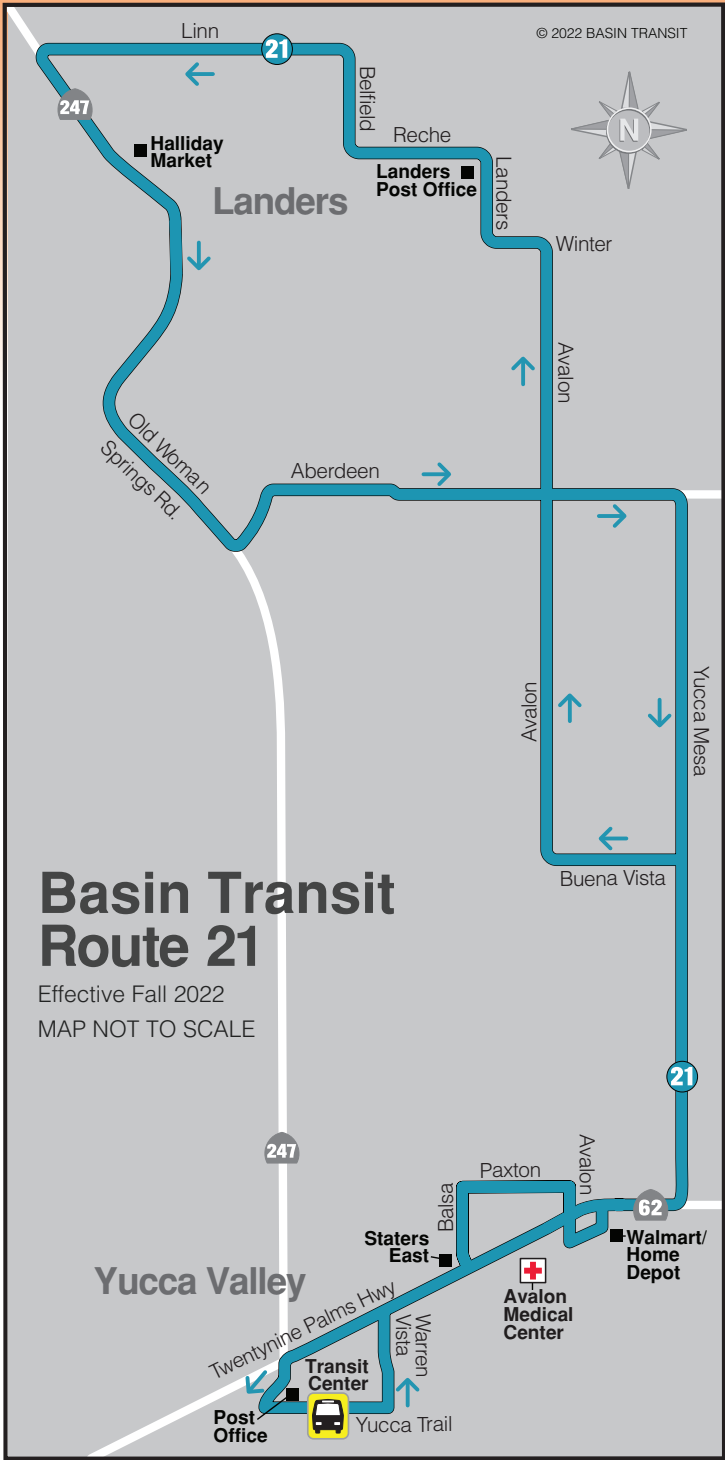 © 2022 BASIN TRANSIT
Linn
21
247
Belfield
Halliday
Market
Reche
Landers
Post Office
Landers
Landers
N
Winter
Avalon
Old Woman
Springs Rd.
Aberdeen
Avalon
Yucca Mesa
Buena Vista
Basin Transit
Route 21
Effective Fall 2022
MAP NOT TO SCALE
21
247
Paxton
Avalon
Balsa
62
Staters
East
Walmart/
Home
Depot
Yucca Valley
Avalon
Medical
Center
Twentynine Palms Hwy
Warren
Vista
Transit
Center
Post
Office
Yucca Trail